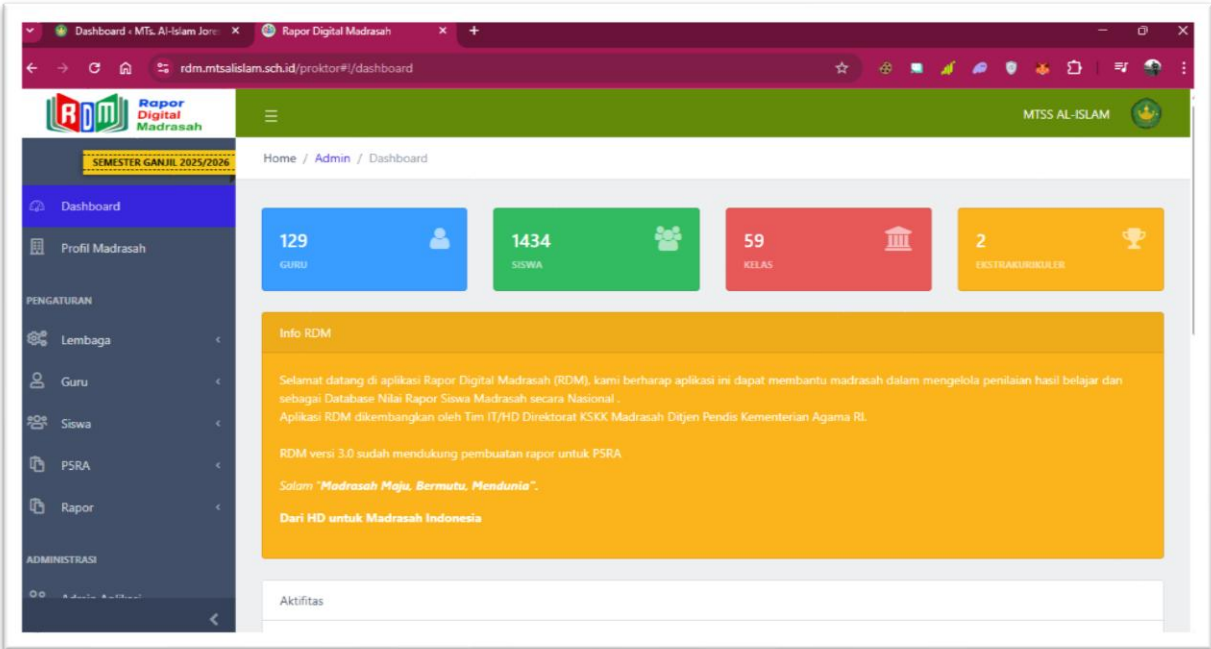 Dashboard ‹ MTs. Al-Islam Jore
Rapor Digital Madrasah
rdm.mtsalislam.sch.id/proktor#!/dashboard
RDM
Rapor
Digital
Madrasah
MTSS AL-ISLAM
SEMESTER GANJIL 2025/2026
Home / Admin / Dashboard
Dashboard
Profil Madrasah
PENGATURAN
Lembaga
Guru
Siswa
PSRA
Rapor
ADMINISTRASI
Admin Aplikasi
129
GURU
1434
SISWA
59
KELAS
2
EKSTRAKURIKULER
Info RDM
Selamat datang di aplikasi Rapor Digital Madrasah (RDM), kami berharap aplikasi ini dapat membantu madrasah dalam mengelola penilaian hasil belajar dan
sebagai Database Nilai Rapor Siswa Madrasah secara Nasional .
Aplikasi RDM dikembangkan oleh Tim IT/HD Direktorat KSKK Madrasah Ditjen Pendis Kementerian Agama RI.
RDM versi 3.0 sudah mendukung pembuatan rapor untuk PSRA
Salam "Madrasah Maju, Bermutu, Mendunia".
Dari HD untuk Madrasah Indonesia
Aktifitas